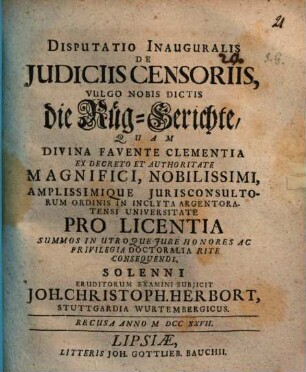 21
DISPUTATIO INAUGURALIS
DE
JUDICIIS CENSORIIS,
VULGO NOBIS DICTIS
die Rüg-Gerichte/
QUAM
DIVINA FAVENTE CLEMENTIA
EX DECRETO ET AUTHORITATE
MAGNIFICI, NOBILISSIMI,
AMPLISSIMIQUE JURISCONSULTO-
RUM ORDINIS IN INCLYTA ARGENTORA-
TENSI UNIVERSITATE
PRO LICENTIA
SUMMOS IN UTROQUE JURE HONORES AC
PRIVILEGIA DOCTORALIA RITE
CONSEQUENDI,
SOLENNI
ERUDITORUM EXAMINI SUBJICIT
JOH. CHRISTOPH. HERBORT,
STUTTGARDIA WURTEMBERGICUS.
RECUSA ANNO M DCC XXVII.
LIPSIÆ,
LITTERIS JOH. GOTTLIEB. BAUCHII.